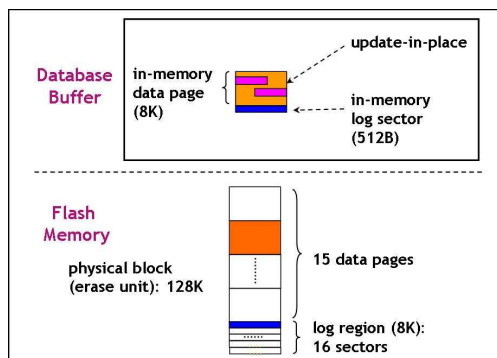 Database
Buffer
in-memory
data page
(8K)
update-in-place
in-memory
log sector
(512B)
Flash
Memory
physical block
(erase unit): 128K
15 data pages
log region (8K):
16 sectors